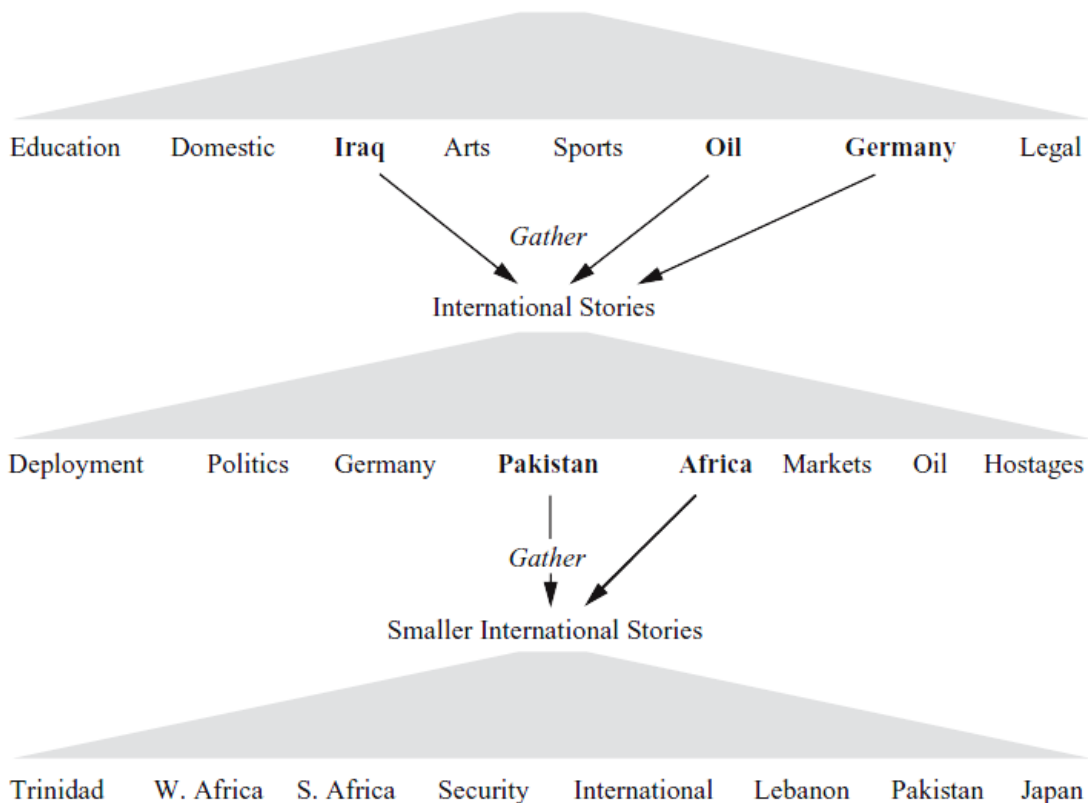 Education Domestic Iraq Arts Sports Oil Germany Legal
Gather
International Stories
Deployment Politics Germany Pakistan Africa Markets Oil Hostages
Gather
Smaller International Stories
Trinidad W. Africa S. Africa Security International Lebanon Pakistan Japan